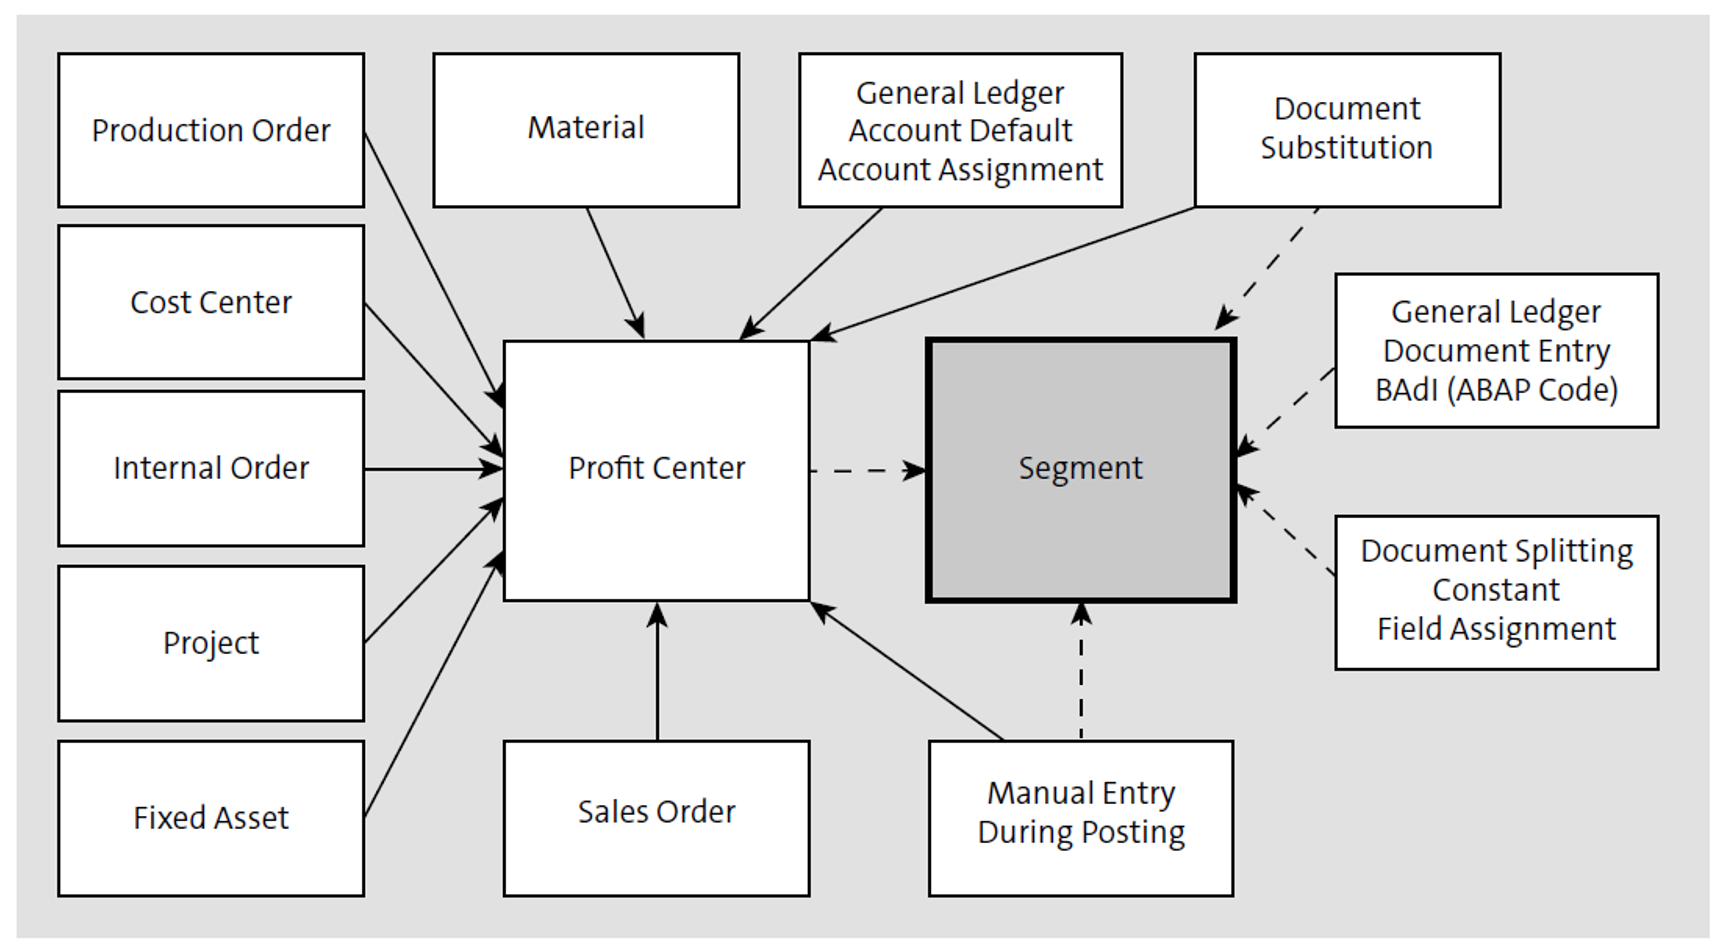 Production Order
Material
General Ledger
Account Default
Account Assignment
Document
Substitution
Cost Center
General Ledger
Document Entry
BAdI (ABAP Code)
Internal Order
Profit Center
Segment
Document Splitting
Constant
Field Assignment
Project
Fixed Asset
Sales Order
Manual Entry
During Posting